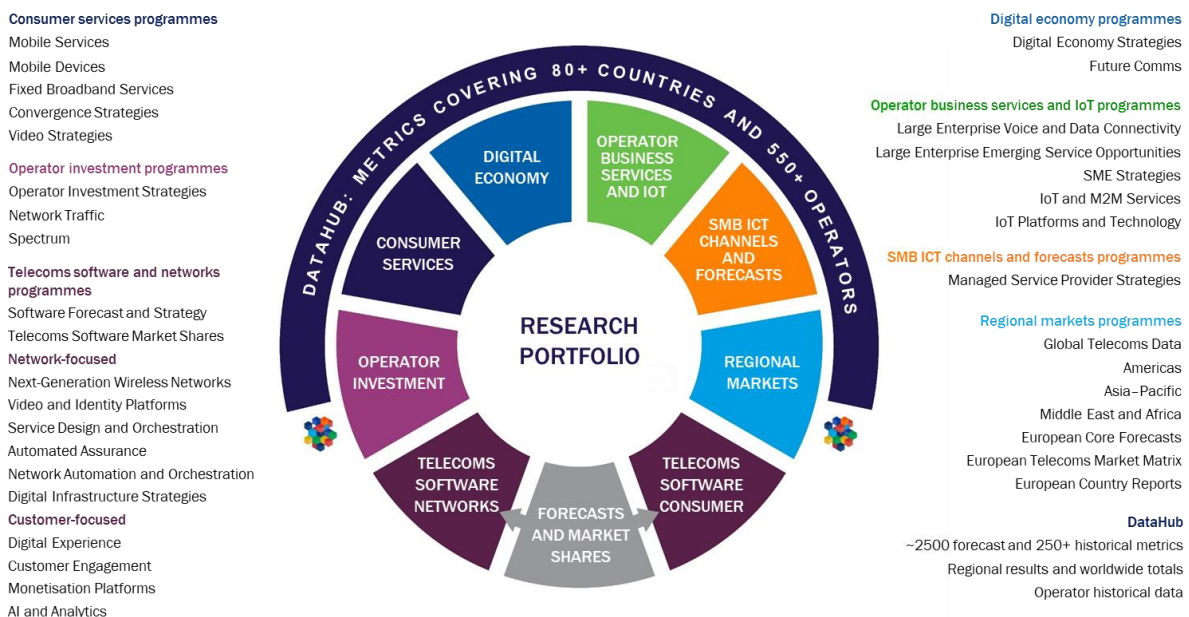 Consumer services programmes
Mobile Services
Mobile Devices
Fixed Broadband Services
Convergence Strategies
Video Strategies
Operator investment programmes
Operator Investment Strategies
Network Traffic
Spectrum
Telecoms software and networks
programmes
Software Forecast and Strategy
Telecoms Software Market Shares
Network-focused
Next-Generation Wireless Networks
Video and Identity Platforms
Service Design and Orchestration
Automated Assurance
Network Automation and Orchestration
Digital Infrastructure Strategies
Customer-focused
Digital Experience
Customer Engagement
Monetisation Platforms
AI and Analytics
DATAHUB: METRICS COVERING 80+ COUNTRIES AND 550+ OPERATORS
DIGITAL
ECONOMY
OPERATOR
BUSINESS
SERVICES
AND IOT
CONSUMER
SERVICES
SMB ICT
CHANNELS
AND
FORECASTS
RESEARCH
PORTFOLIO
OPERATOR
INVESTMENT
REGIONAL
MARKETS
TELECOMS
SOFTWARE
NETWORKS
FORECASTS
AND MARKET
SHARES
TELECOMS
SOFTWARE
CONSUMER
Digital economy programmes
Digital Economy Strategies
Future Comms
Operator business services and IoT programmes
Large Enterprise Voice and Data Connectivity
Large Enterprise Emerging Service Opportunities
SME Strategies
IoT and M2M Services
IoT Platforms and Technology
SMB ICT channels and forecasts programmes
Managed Service Provider Strategies
Regional markets programmes
Global Telecoms Data
Americas
Asia–Pacific
Middle East and Africa
European Core Forecasts
European Telecoms Market Matrix
European Country Reports
DataHub
~2500 forecast and 250+ historical metrics
Regional results and worldwide totals
Operator historical data